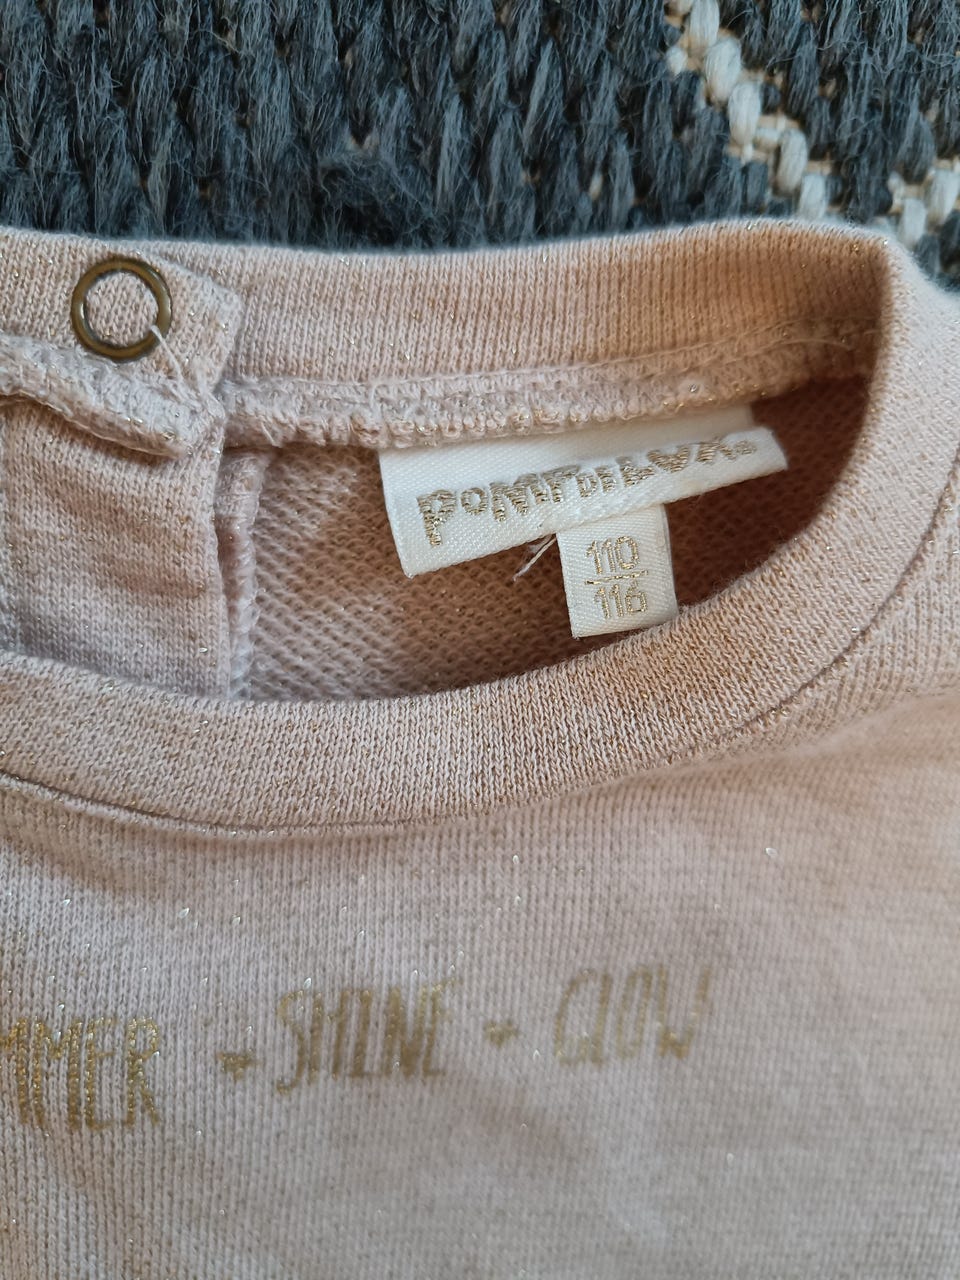 POMPDELUX.
110
116
MMER + SHINE + GLOW